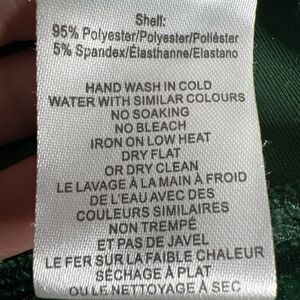 Shell:
95% Polyester/Polyester/Poliéster
5% Spandex/Élasthanne/Elastano
HAND WASH IN COLD
WATER WITH SIMILAR COLOURS
NO SOAKING
NO BLEACH
IRON ON LOW HEAT
DRY FLAT
OR DRY CLEAN
LE LAVAGE À LA MAIN À FROID
DE L'EAU AVEC DES
COULEURS SIMILAIRES
NON TREMPÉ
ET PAS DE JAVEL
LE FER SUR LA FAIBLE CHALEUR
SÉCHAGE À PLAT
OU LE NETTOYAGE À SEC